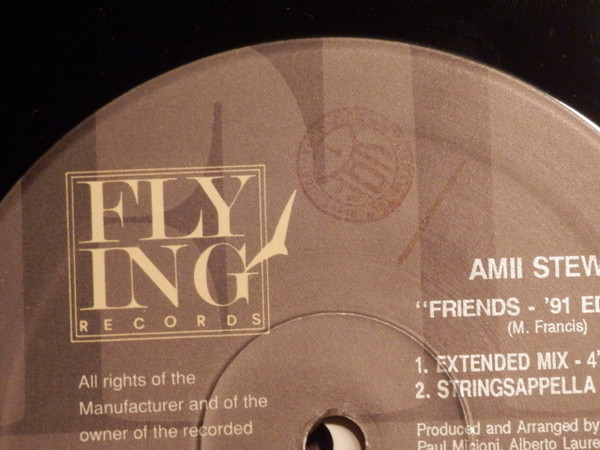 FLY
ING
RECORDS
AMII STEW
"FRIENDS - '91 ED
(M. Francis)
1. EXTENDED MIX - 4'
2. STRINGSAPPELLA
All rights of the
Manufacturer and of the
owner of the recorded
Produced and Arranged by
Paul Micioni, Alberto Laure